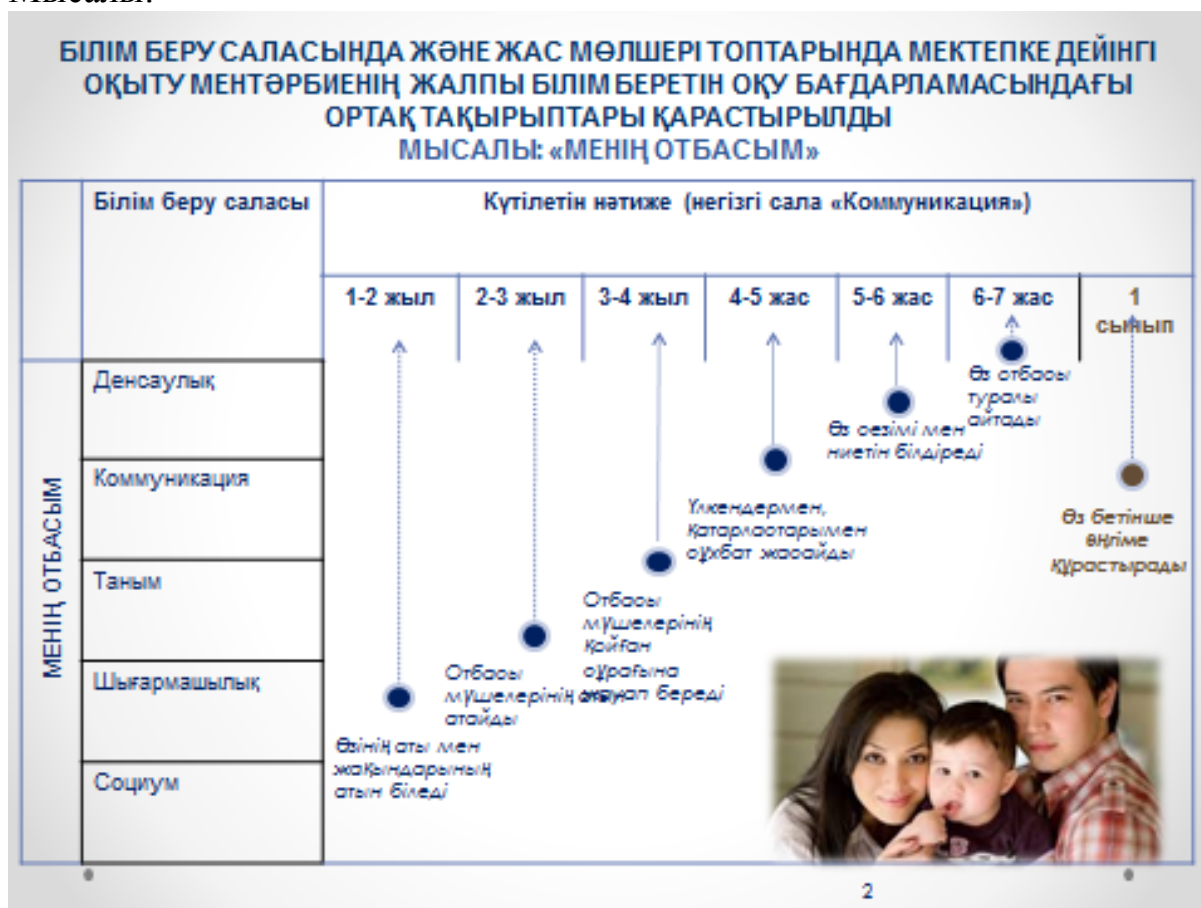 Мысалы:
БІЛІМ БЕРУ САЛАСЫНДА ЖӘНЕ ЖАС МӨЛШЕРІ ТОПТАРЫНДА МЕКТЕПКЕ ДЕЙІНГІ
ОҚЫТУ МЕНТӘРБИЕНІҢ ЖАЛПЫ БІЛІМ БЕРЕТІН ОҚУ БАҒДАРЛАМАСЫНДАҒЫ
ОРТАҚ ТАҚЫРЫПТАРЫ ҚАРАСТЫРЫЛДЫ
МЫСАЛЫ: «МЕНІҢ ОТБАСЫМ»
Білім беру саласы
Күтілетін нәтиже (негізгі сала «Коммуникация»)
1-2 жыл
2-3 жыл
3-4 жыл
4-5 жас
5-6 жас
6-7 жас
1
сынып
МЕНІҢ ОТБАСЫМ
Денсаулық
Коммуникация
Таным
Шығармашылық
Социум
Өзінің аты мен
жақындарының
атын біледі
Отбасы
мүшелерінің
атайды
Отбасы
мүшелерінің
қойған
сұрағына
жауап береді
Үлкендермен,
қатарластарымен
сұхбат жасайды
Өз сезімі мен
ниетін білдіреді
Өз отбасы
туралы
айтады
Өз бетінше
әңгіме
құрастырады
2